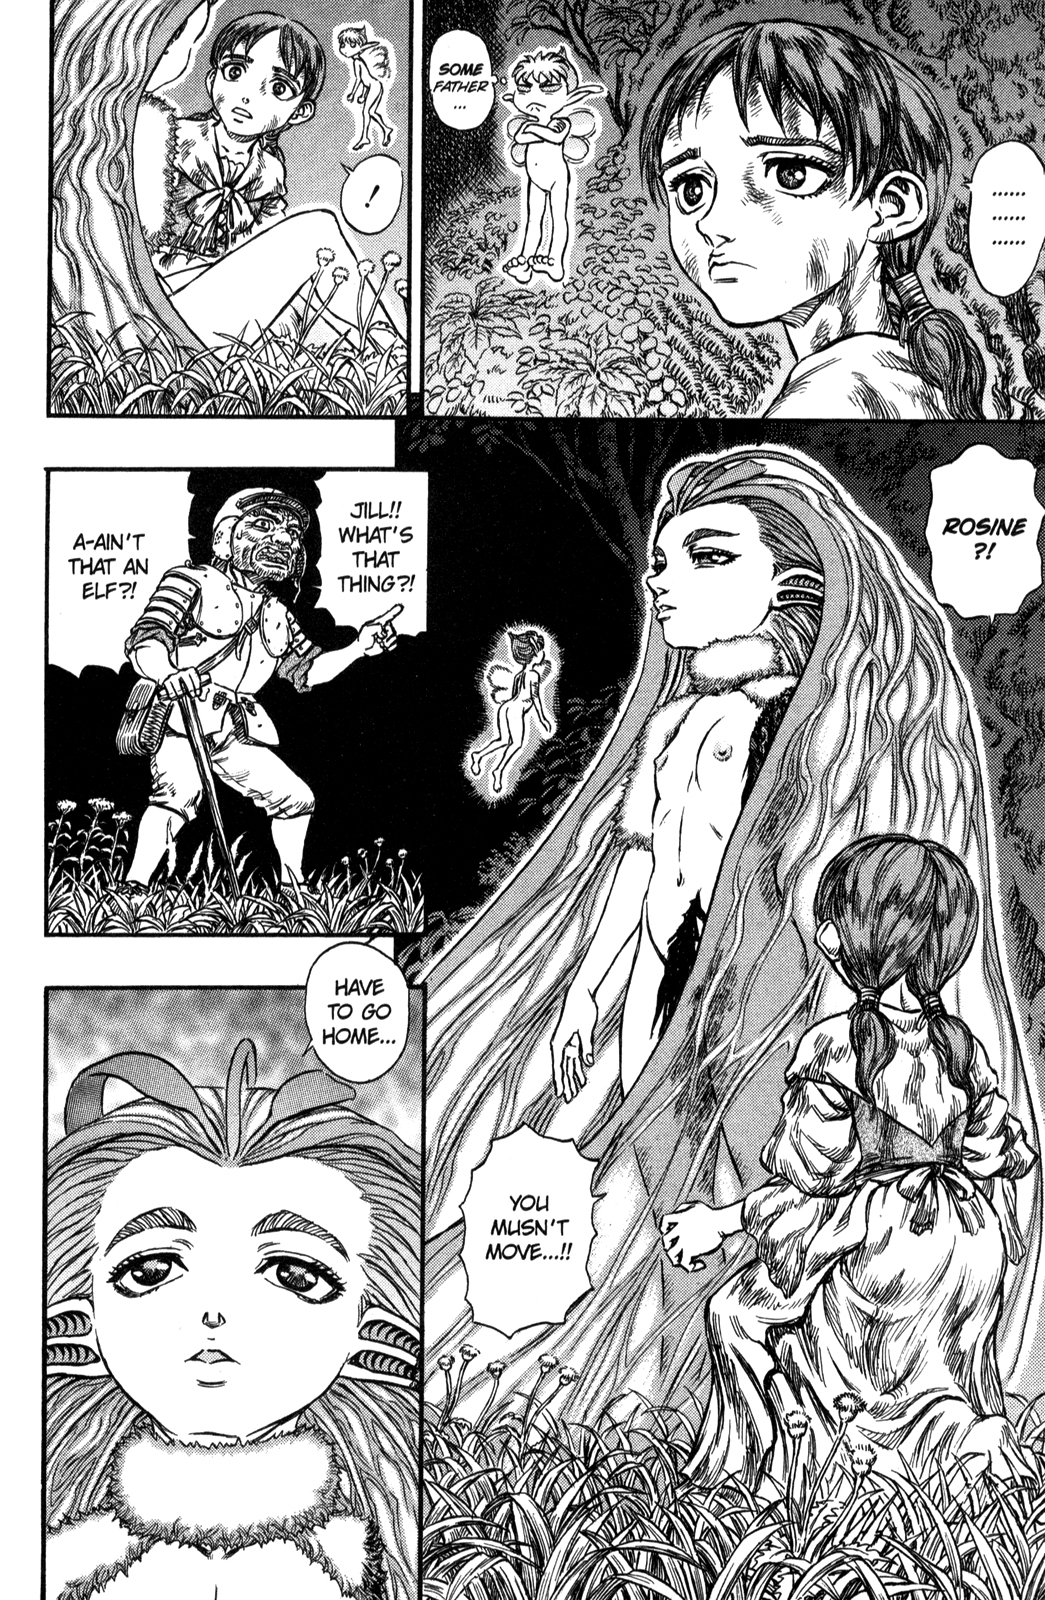 ......
......
......
SOME
FATHER
...
!
ROSINE
?!
JILL!!
WHAT'S
THAT
THING?!
A-AIN'T
THAT AN
ELF?!
YOU
MUSN'T
MOVE...!!
HAVE
TO GO
HOME...